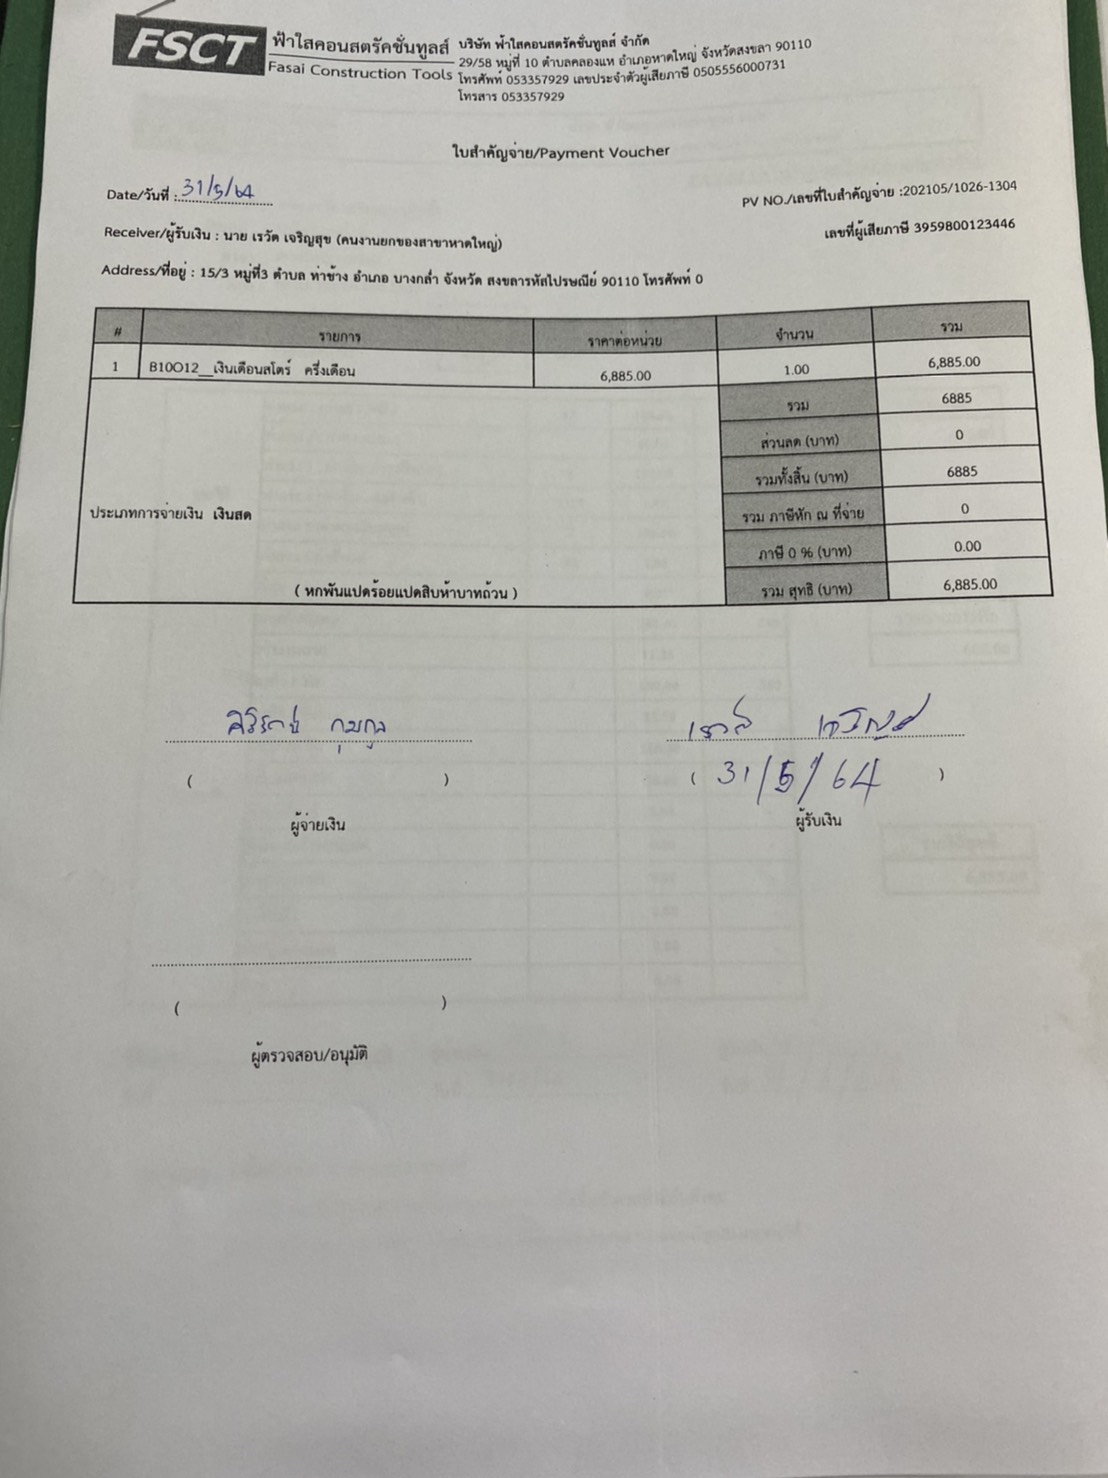 FSCT
ฟ้าใสคอนสตรัคชั่นทูลส์
Fasai Construction Tools
บริษัท ฟ้าใสคอนสตรัคชั่นทูลส์ จำกัด
29/58 หมู่ที่ 10 ตำบลคลองแห อำเภอหาดใหญ่ จังหวัดสงขลา 90110
โทรศัพท์ 053357929 เลขประจำตัวผู้เสียภาษี 0505556000731
โทรสาร 053357929
ใบสำคัญจ่าย/Payment Voucher
Date/วันที่ : 31/5/64
PV NO./เลขที่ใบสำคัญจ่าย :202105/1026-1304
Receiver/ผู้รับเงิน : นาย เรวัต เจริญสุข (คนงานยกของสาขาหาดใหญ่)
เลขที่ผู้เสียภาษี 3959800123446
Address/ที่อยู่ : 15/3 หมู่ที่3 ตำบล ท่าช้าง อำเภอ บางกล่ำ จังหวัด สงขลารหัสไปรษณีย์ 90110 โทรศัพท์ 0
# รายการ ราคาต่อหน่วย จำนวน รวม
1 B10O12__เงินเดือนสโตร์ ครึ่งเดือน 6,885.00 1.00 6,885.00
รวม 6885
ส่วนลด (บาท) 0
รวมทั้งสิ้น (บาท) 6885
ประเภทการจ่ายเงิน เงินสด
รวม ภาษีหัก ณ ที่จ่าย 0
ภาษี 0 % (บาท) 0.00
( หกพันแปดร้อยแปดสิบห้าบาทถ้วน )
รวม สุทธิ (บาท) 6,885.00
เรวัต เจริญสุข
( )
( 31/5/64 )
ผู้จ่ายเงิน
ผู้รับเงิน
( )
ผู้ตรวจสอบ/อนุมัติ